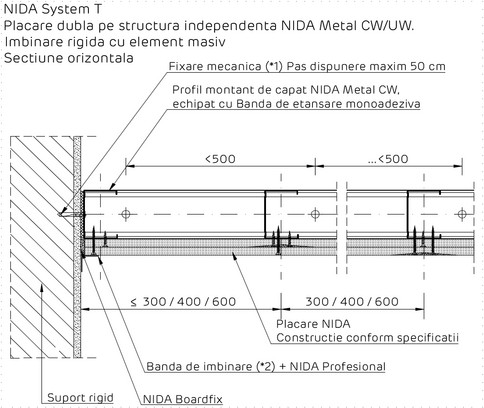 NIDA System T
Placare dubla pe structura independenta NIDA Metal CW/UW.
Imbinare rigida cu element masiv
Sectiune orizontala
Fixare mecanica (*1) Pas dispunere maxim 50 cm
Profil montant de capat NIDA Metal CW,
echipat cu Banda de etansare monoadeziva
<500
...<500
≤ 300 / 400 / 600
300 / 400 / 600
Placare NIDA
Constructie conform specificatii
Banda de imbinare (*2) + NIDA Profesional
Suport rigid
NIDA Boardfix